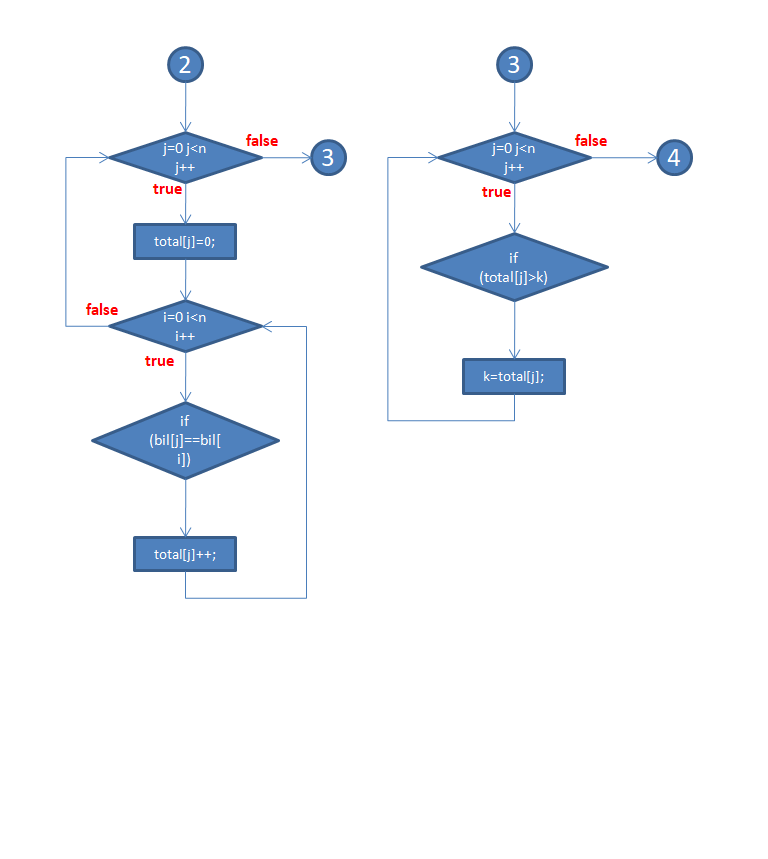 2
j=0 j<n
j++
false
3
true
total[j]=0;
false
i=0 i<n
i++
true
if
(bil[j]==bil[
i])
total[j]++;
3
j=0 j<n
j++
false
4
true
if
(total[j]>k)
k=total[j];